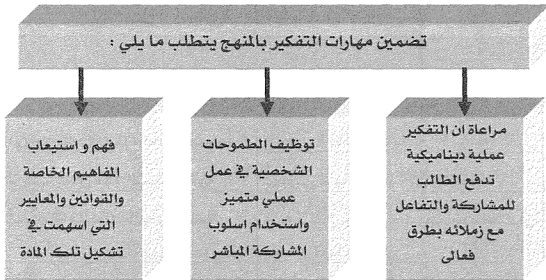 تضمين مهارات التفكير بالمنهج يتطلب ما يلي :
مراعاة ان التفكير
عملية ديناميكية
تدفع الطالب
للمشاركة والتفاعل
مع زملائه بطرق
فعالى
توظيف الطموحات
الشخصية في عمل
عملي متميز
واستخدام اسلوب
المشاركة المباشر
فهم و استيعاب
المفاهيم الخاصة
والقوانين والمعايير
التي اسهمت في
تشكيل تلك المادة